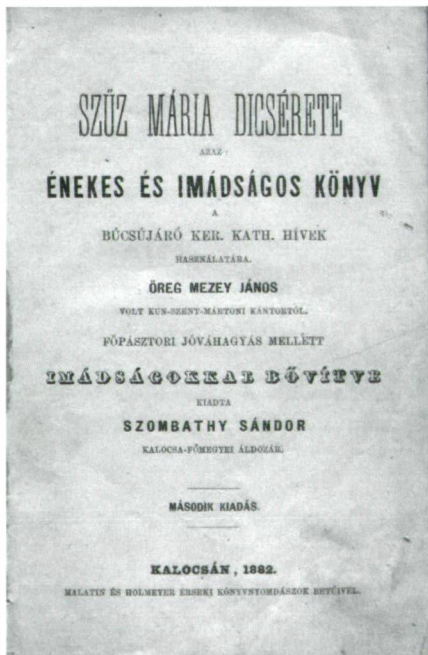 SZŰZ MÁRIA DICSÉRETE
AZAZ:
ÉNEKES ÉS IMÁDSÁGOS KÖNYV
A
BÚCSÚJÁRÓ KER. KATH. HÍVEK
HASZNÁLATÁRA.
ÖREG MEZEY JÁNOS
VOLT KUN-SZENT-MÁRTONI KÁNTORTÓL.
FŐPÁSZTORI JÓVÁHAGYÁS MELLETT
IMÁDSÁGOKKAL BŐVÍTVE
KIADTA
SZOMBATHY SÁNDOR
KALOCSA-FŐMEGYEI ÁLDOZÁR.
MÁSODIK KIADÁS.
KALOCSÁN, 1882.
MALATIN ÉS HOLMEYER ÉRSEKI KÖNYVNYOMDÁSZOK BETŰIVEL.